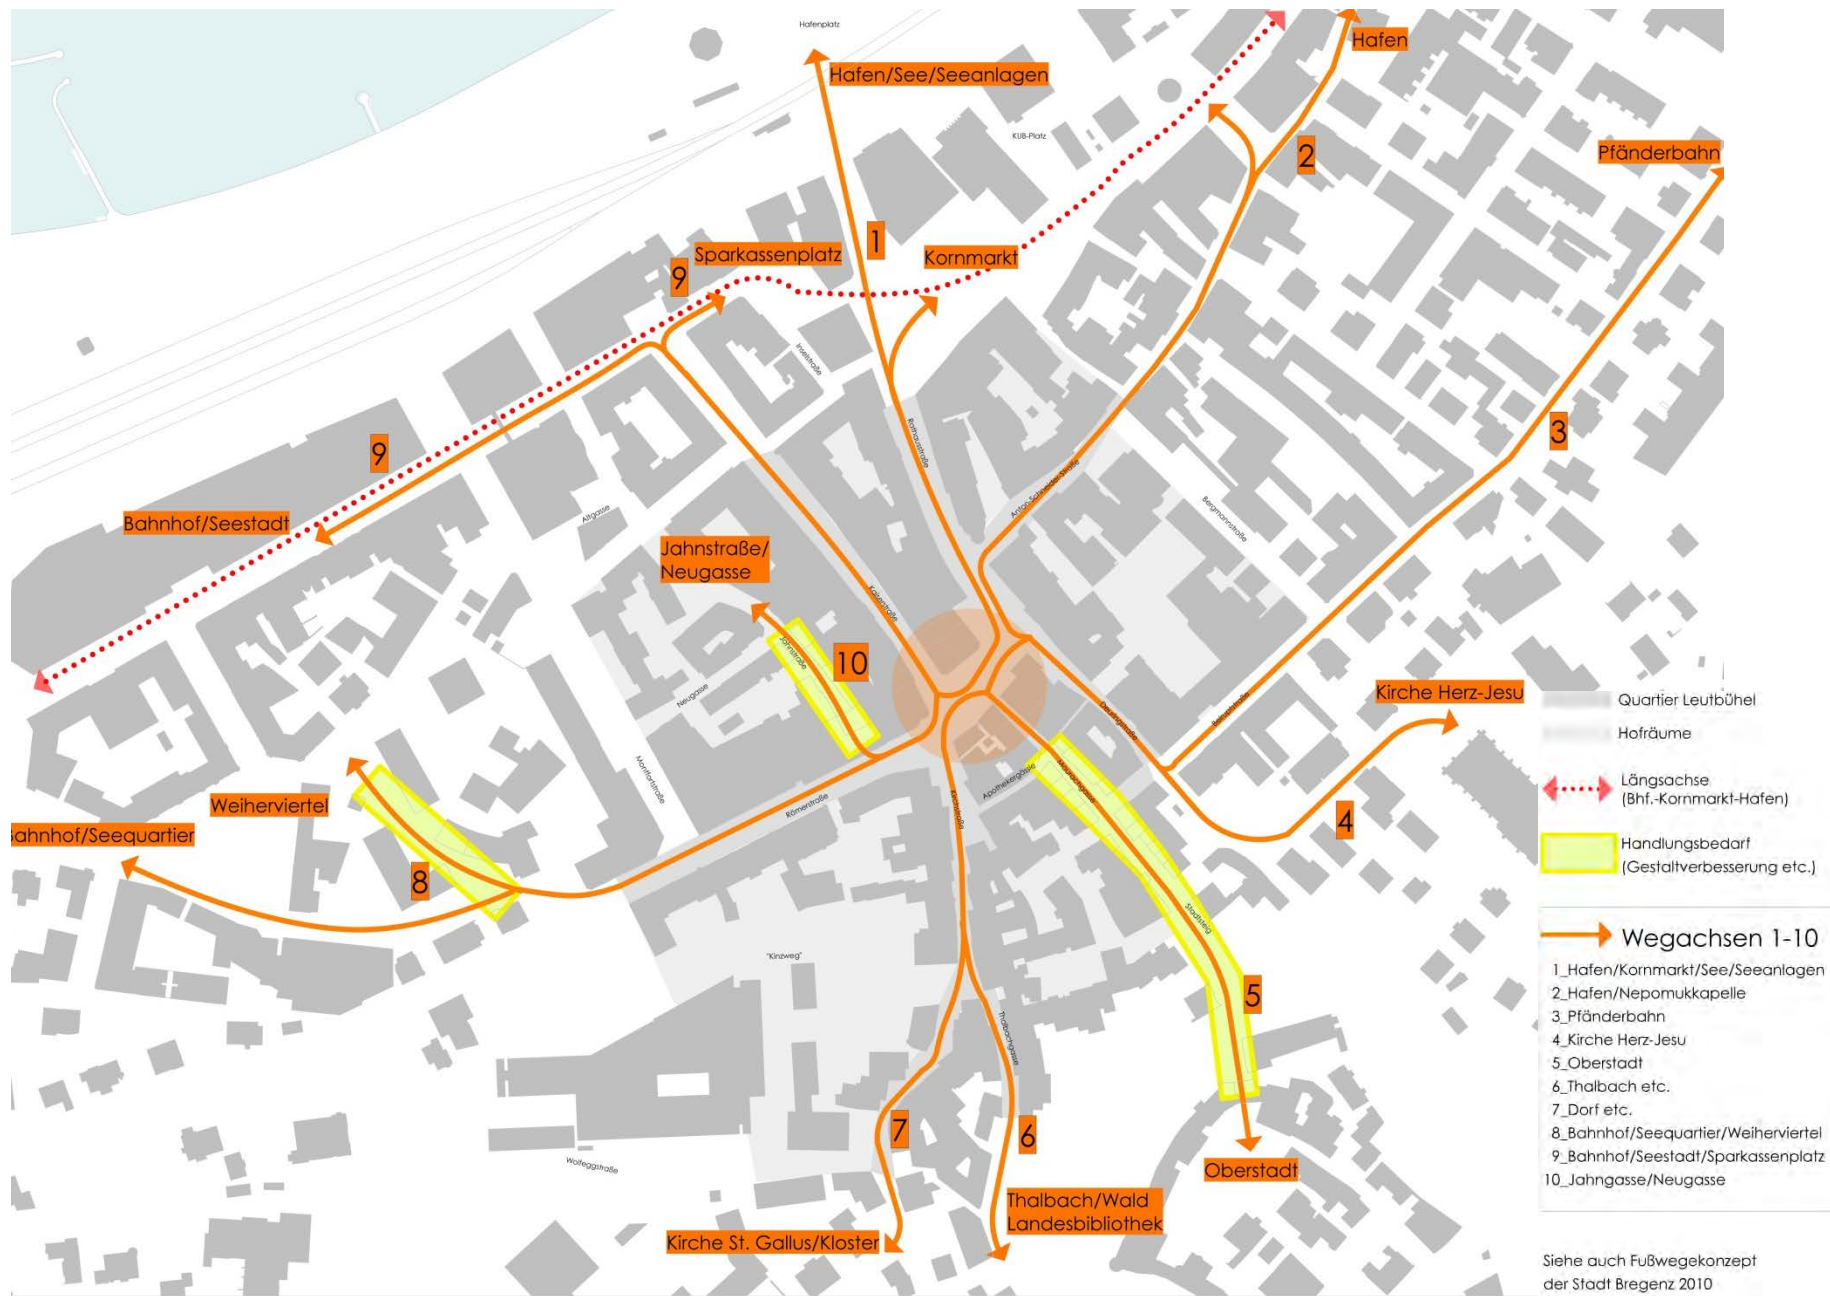 Hafenplatz
Hafen
Hafen/See/Seeanlagen
KUB-Platz
2
Pfänderbahn
1
Sparkassenplatz
Kornmarkt
9
Inselstraße
3
Rathausstraße
9
Anton-Schneider-Straße
Bergmannstraße
Bahnhof/Seestadt
Altgasse
Jahnstraße/
Neugasse
Kaiserstraße
Jahnstraße
10
Neugasse
Kirche Herz-Jesu
Belruptstraße
Deuringstraße
Montfortstraße
Maurachgasse
Apothekergässle
Weiherviertel
Römerstraße
Kirchstraße
4
Bahnhof/Seequartier
8
Stadtsteig
"Kinzweg"
5
Thalbachgasse
7
6
Wolfeggstraße
Oberstadt
Thalbach/Wald
Landesbibliothek
Kirche St. Gallus/Kloster
Quartier Leutbühel
Hofräume
Längsachse
(Bhf.-Kornmarkt-Hafen)
Handlungsbedarf
(Gestaltverbesserung etc.)
Wegachsen 1-10
1_Hafen/Kornmarkt/See/Seeanlagen
2_Hafen/Nepomukkapelle
3_Pfänderbahn
4_Kirche Herz-Jesu
5_Oberstadt
6_Thalbach etc.
7_Dorf etc.
8_Bahnhof/Seequartier/Weiherviertel
9_Bahnhof/Seestadt/Sparkassenplatz
10_Jahngasse/Neugasse
Siehe auch Fußwegekonzept
der Stadt Bregenz 2010